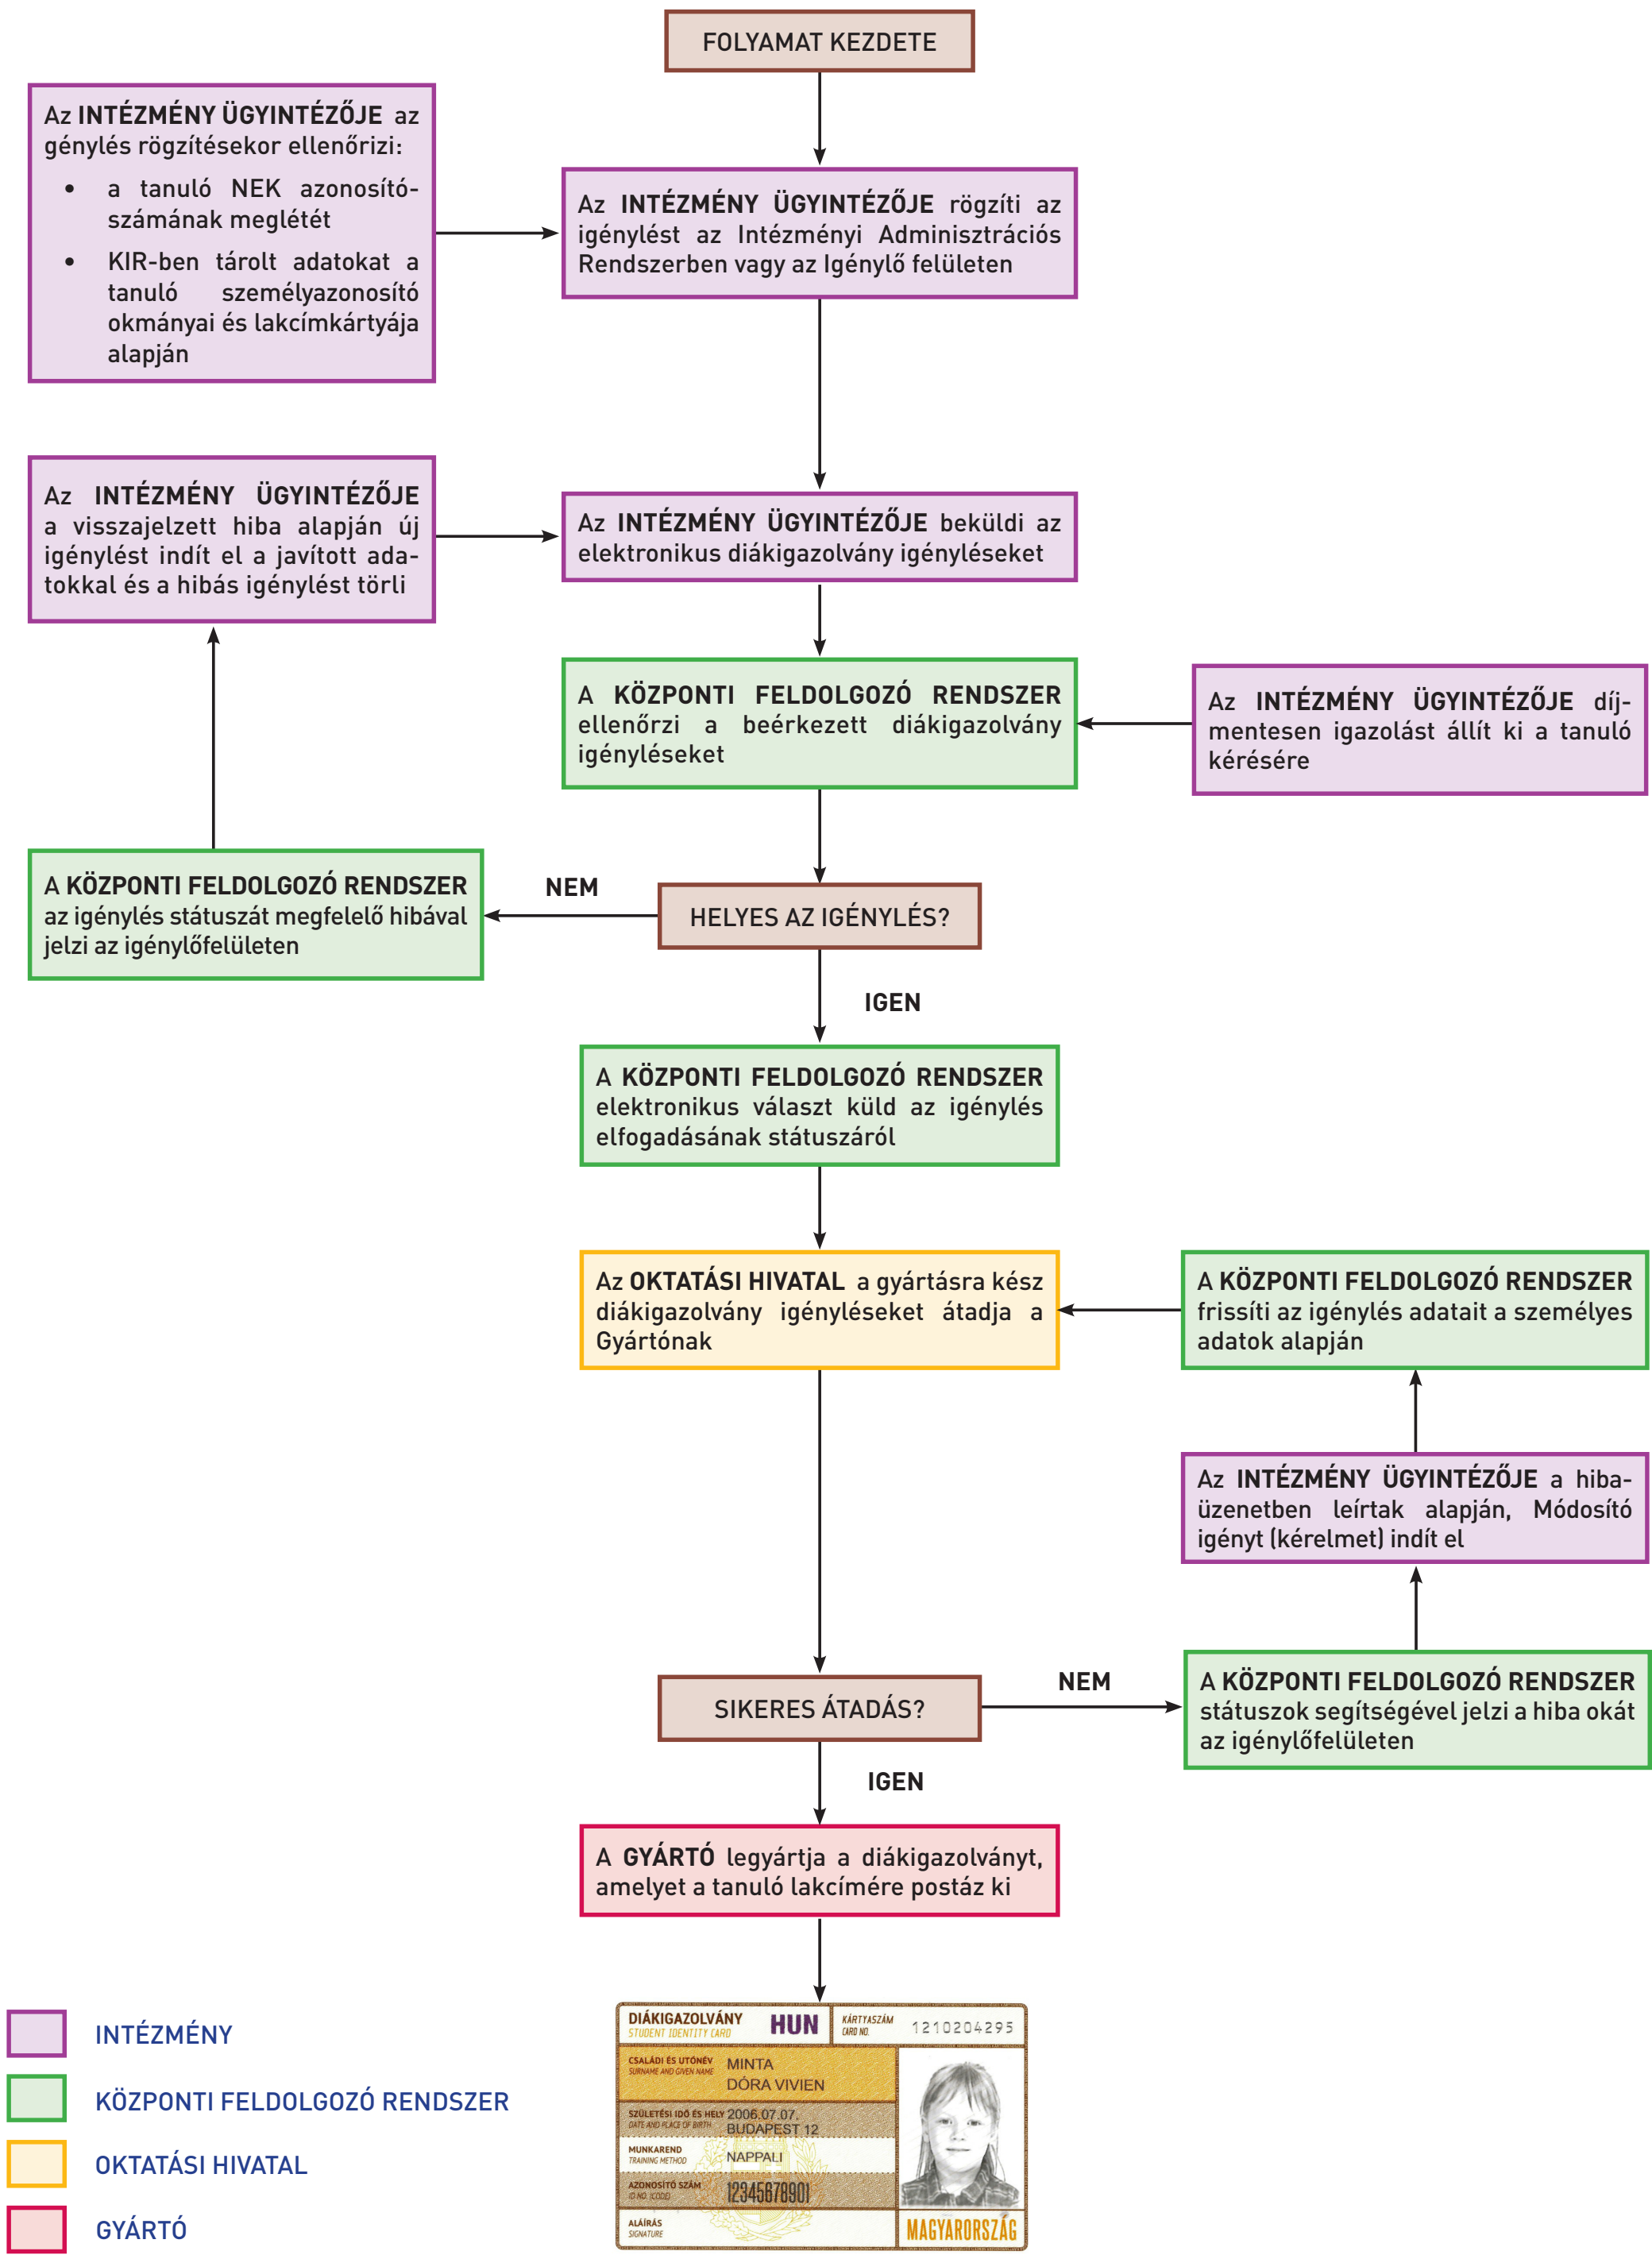 FOLYAMAT KEZDETE
Az INTÉZMÉNY ÜGYINTÉZŐJE az
génylés rögzítésekor ellenőrizi:
• a tanuló NEK azonosító-
számának meglétét
• KIR-ben tárolt adatokat a
tanuló személyazonosító
okmányai és lakcímkártyája
alapján
Az INTÉZMÉNY ÜGYINTÉZŐJE rögzíti az
igénylést az Intézményi Adminisztrációs
Rendszerben vagy az Igénylő felületen
Az INTÉZMÉNY ÜGYINTÉZŐJE
a visszajelzett hiba alapján új
igénylést indít el a javított ada-
tokkal és a hibás igénylést törli
Az INTÉZMÉNY ÜGYINTÉZŐJE beküldi az
elektronikus diákigazolvány igényléseket
A KÖZPONTI FELDOLGOZÓ RENDSZER
ellenőrzi a beérkezett diákigazolvány
igényléseket
Az INTÉZMÉNY ÜGYINTÉZŐJE díj-
mentesen igazolást állít ki a tanuló
kérésére
A KÖZPONTI FELDOLGOZÓ RENDSZER
az igénylés státuszát megfelelő hibával
jelzi az igénylőfelületen
NEM
HELYES AZ IGÉNYLÉS?
IGEN
A KÖZPONTI FELDOLGOZÓ RENDSZER
elektronikus választ küld az igénylés
elfogadásának státuszáról
Az OKTATÁSI HIVATAL a gyártásra kész
diákigazolvány igényléseket átadja a
Gyártónak
A KÖZPONTI FELDOLGOZÓ RENDSZER
frissíti az igénylés adatait a személyes
adatok alapján
Az INTÉZMÉNY ÜGYINTÉZŐJE a hiba-
üzenetben leírtak alapján, Módosító
igényt (kérelmet) indít el
SIKERES ÁTADÁS?
NEM
A KÖZPONTI FELDOLGOZÓ RENDSZER
státuszok segítségével jelzi a hiba okát
az igénylőfelületen
IGEN
A GYÁRTÓ legyártja a diákigazolványt,
amelyet a tanuló lakcímére postáz ki
INTÉZMÉNY
KÖZPONTI FELDOLGOZÓ RENDSZER
OKTATÁSI HIVATAL
GYÁRTÓ
DIÁKIGAZOLVÁNY
STUDENT IDENTITY CARD
HUN
KÁRTYASZÁM
CARD NO.
1210204295
CSALÁDI ÉS UTÓNÉV
SURNAME AND GIVEN NAME
MINTA
DÓRA VIVIEN
SZÜLETÉSI IDŐ ÉS HELY
DATE AND PLACE OF BIRTH
2006.07.07.
BUDAPEST 12
MUNKAREND
TRAINING METHOD
NAPPALI
AZONOSÍTÓ SZÁM
ID NO. (CODE)
12345678901
ALÁÍRÁS
SIGNATURE
MAGYARORSZÁG